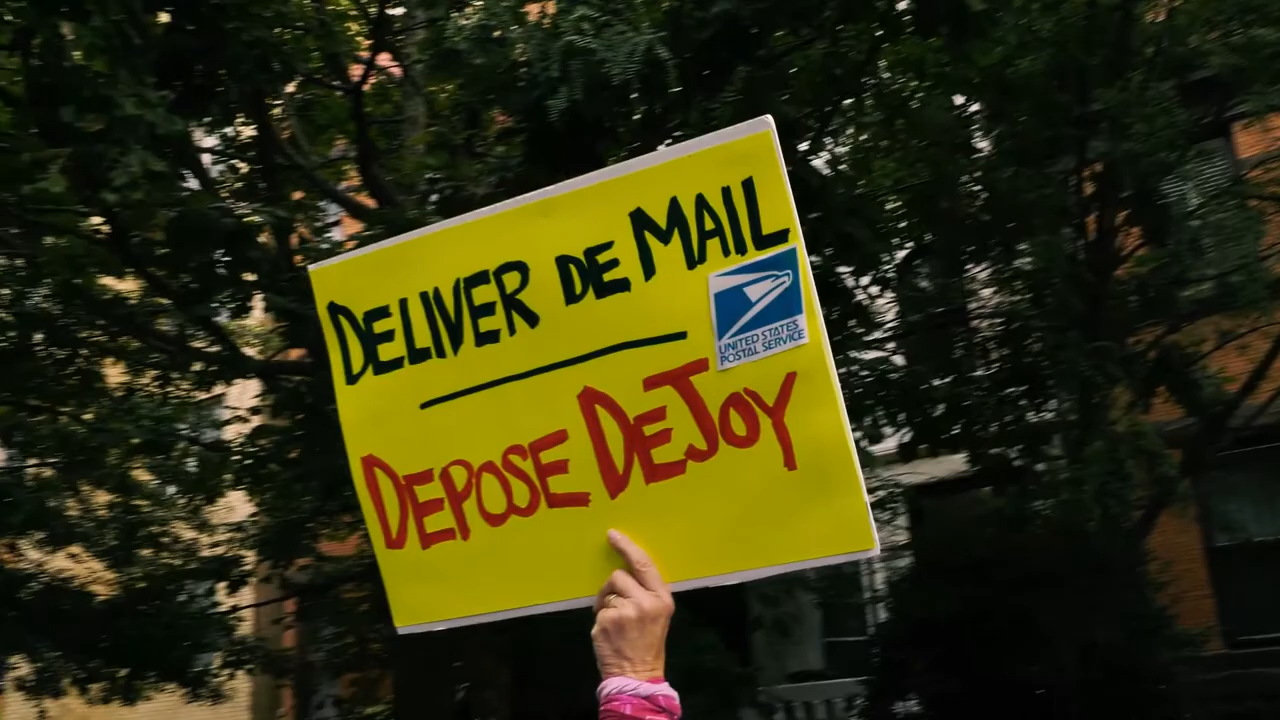 DELIVER DE MAIL
UNITED STATES
POSTAL SERVICE
DEPOSE DEJOY